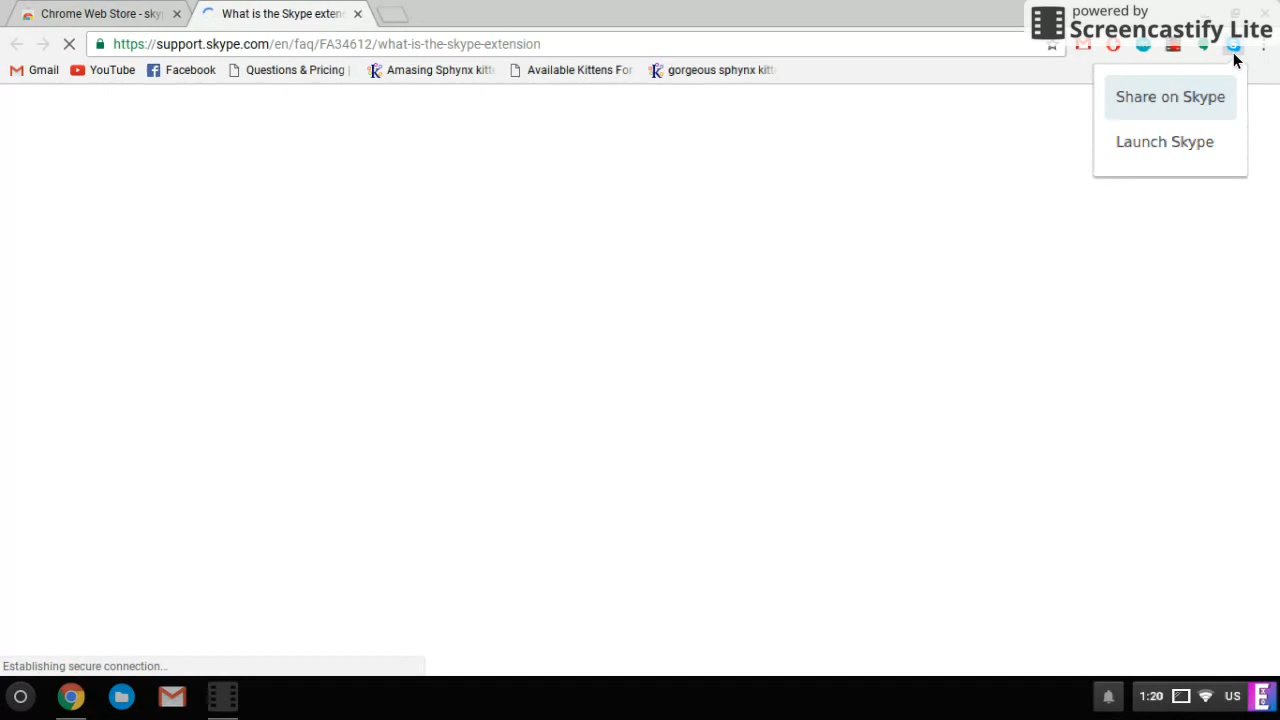 Chrome Web Store - sky
What is the Skype exten
powered by
Screencastify Lite
https://support.skype.com/en/faq/FA34612/what-is-the-skype-extension
Gmail
YouTube
Facebook
Questions & Pricing |
Amasing Sphynx kitt
Available Kittens For
gorgeous sphynx kitt
Share on Skype
Launch Skype
Establishing secure connection...
1:20
US